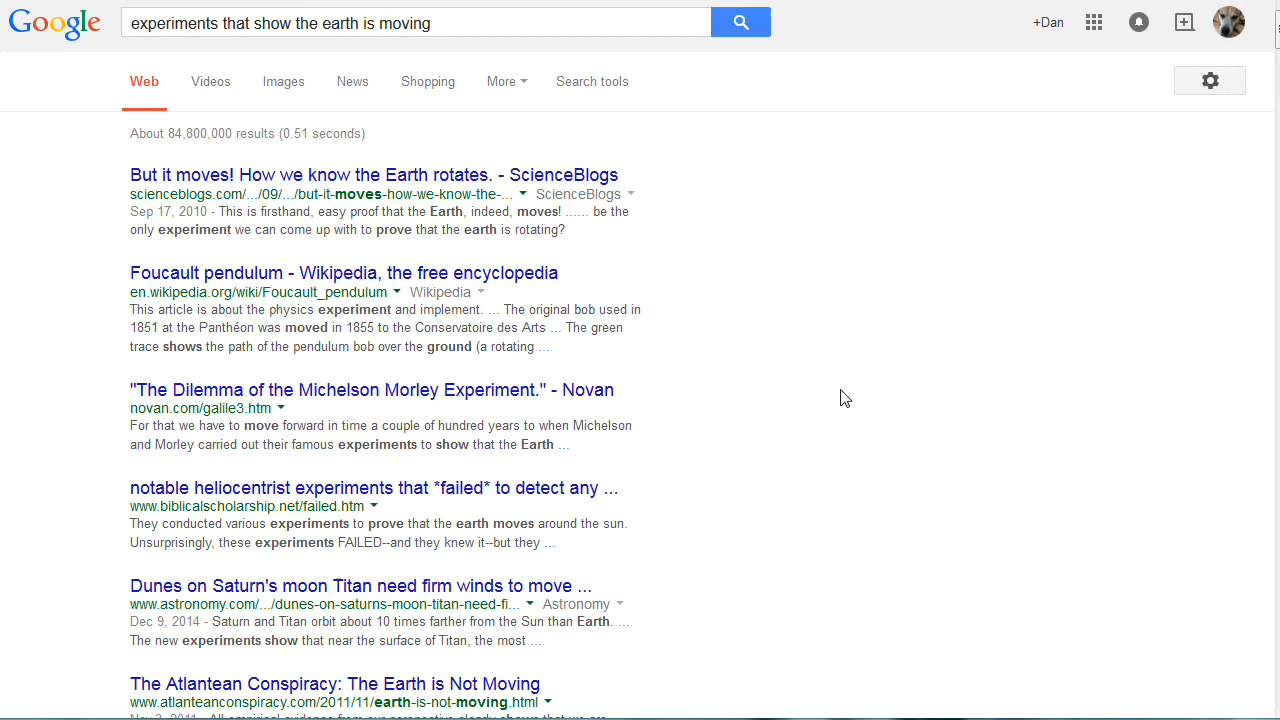 Google
experiments that show the earth is moving
+Dan
Web Videos Images News Shopping More Search tools
About 84,800,000 results (0.51 seconds)
But it moves! How we know the Earth rotates. - ScienceBlogs
scienceblogs.com/.../09/.../but-it-moves-how-we-know-the-... ScienceBlogs
Sep 17, 2010 - This is firsthand, easy proof that the Earth, indeed, moves! ...... be the
only experiment we can come up with to prove that the earth is rotating?
Foucault pendulum - Wikipedia, the free encyclopedia
en.wikipedia.org/wiki/Foucault_pendulum Wikipedia
This article is about the physics experiment and implement. ... The original bob used in
1851 at the Panthéon was moved in 1855 to the Conservatoire des Arts ... The green
trace shows the path of the pendulum bob over the ground (a rotating ...
"The Dilemma of the Michelson Morley Experiment." - Novan
novan.com/galile3.htm
For that we have to move forward in time a couple of hundred years to when Michelson
and Morley carried out their famous experiments to show that the Earth ...
notable heliocentrist experiments that *failed* to detect any ...
www.biblicalscholarship.net/failed.htm
They conducted various experiments to prove that the earth moves around the sun.
Unsurprisingly, these experiments FAILED--and they knew it--but they ...
Dunes on Saturn's moon Titan need firm winds to move ...
www.astronomy.com/.../dunes-on-saturns-moon-titan-need-fi... Astronomy
Dec 9, 2014 - Saturn and Titan orbit about 10 times farther from the Sun than Earth. ...
The new experiments show that near the surface of Titan, the most ...
The Atlantean Conspiracy: The Earth is Not Moving
www.atlanteanconspiracy.com/2011/11/earth-is-not-moving.html